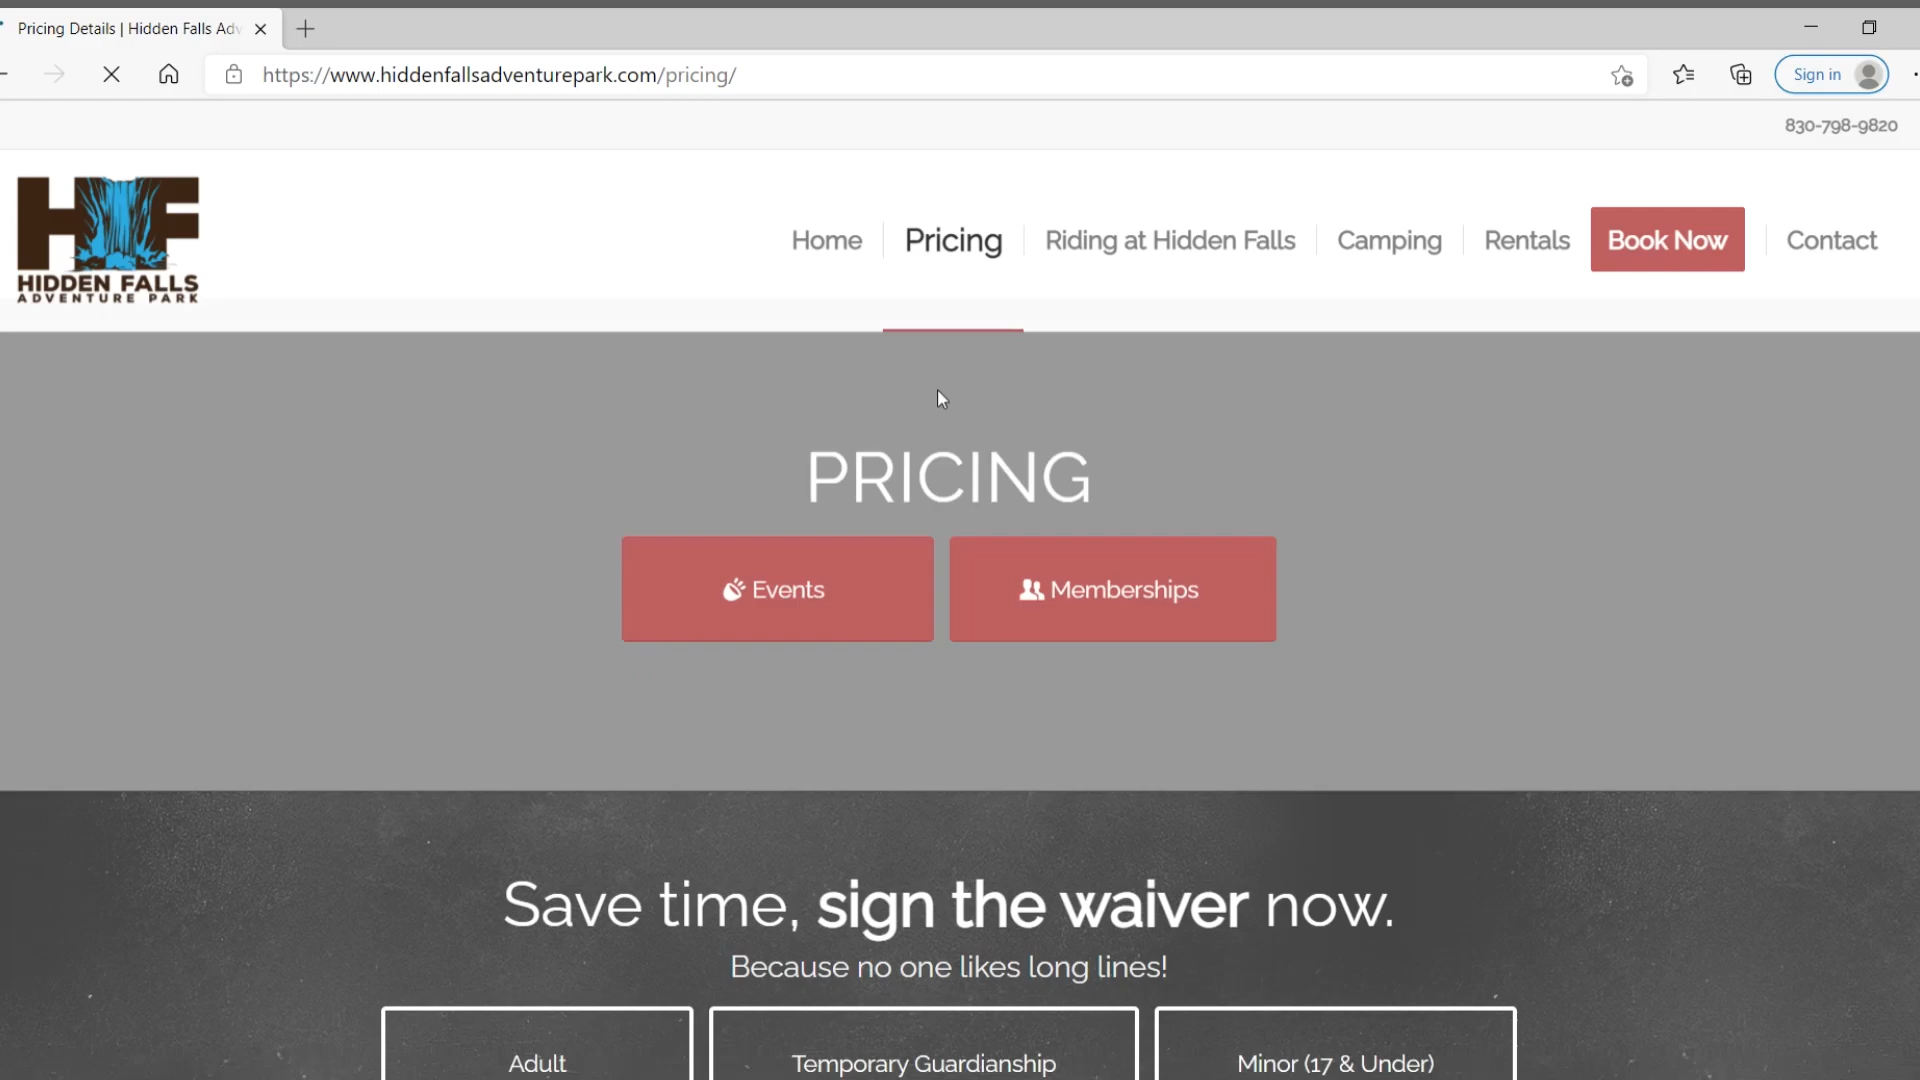 Pricing Details | Hidden Falls Adv
https://www.hiddenfallsadventurepark.com/pricing/
Sign in
830-798-9820
HF
HIDDEN FALLS
ADVENTURE PARK
Home
Pricing
Riding at Hidden Falls
Camping
Rentals
Book Now
Contact
PRICING
Events
Memberships
Save time, sign the waiver now.
Because no one likes long lines!
Adult
Temporary Guardianship
Minor (17 & Under)